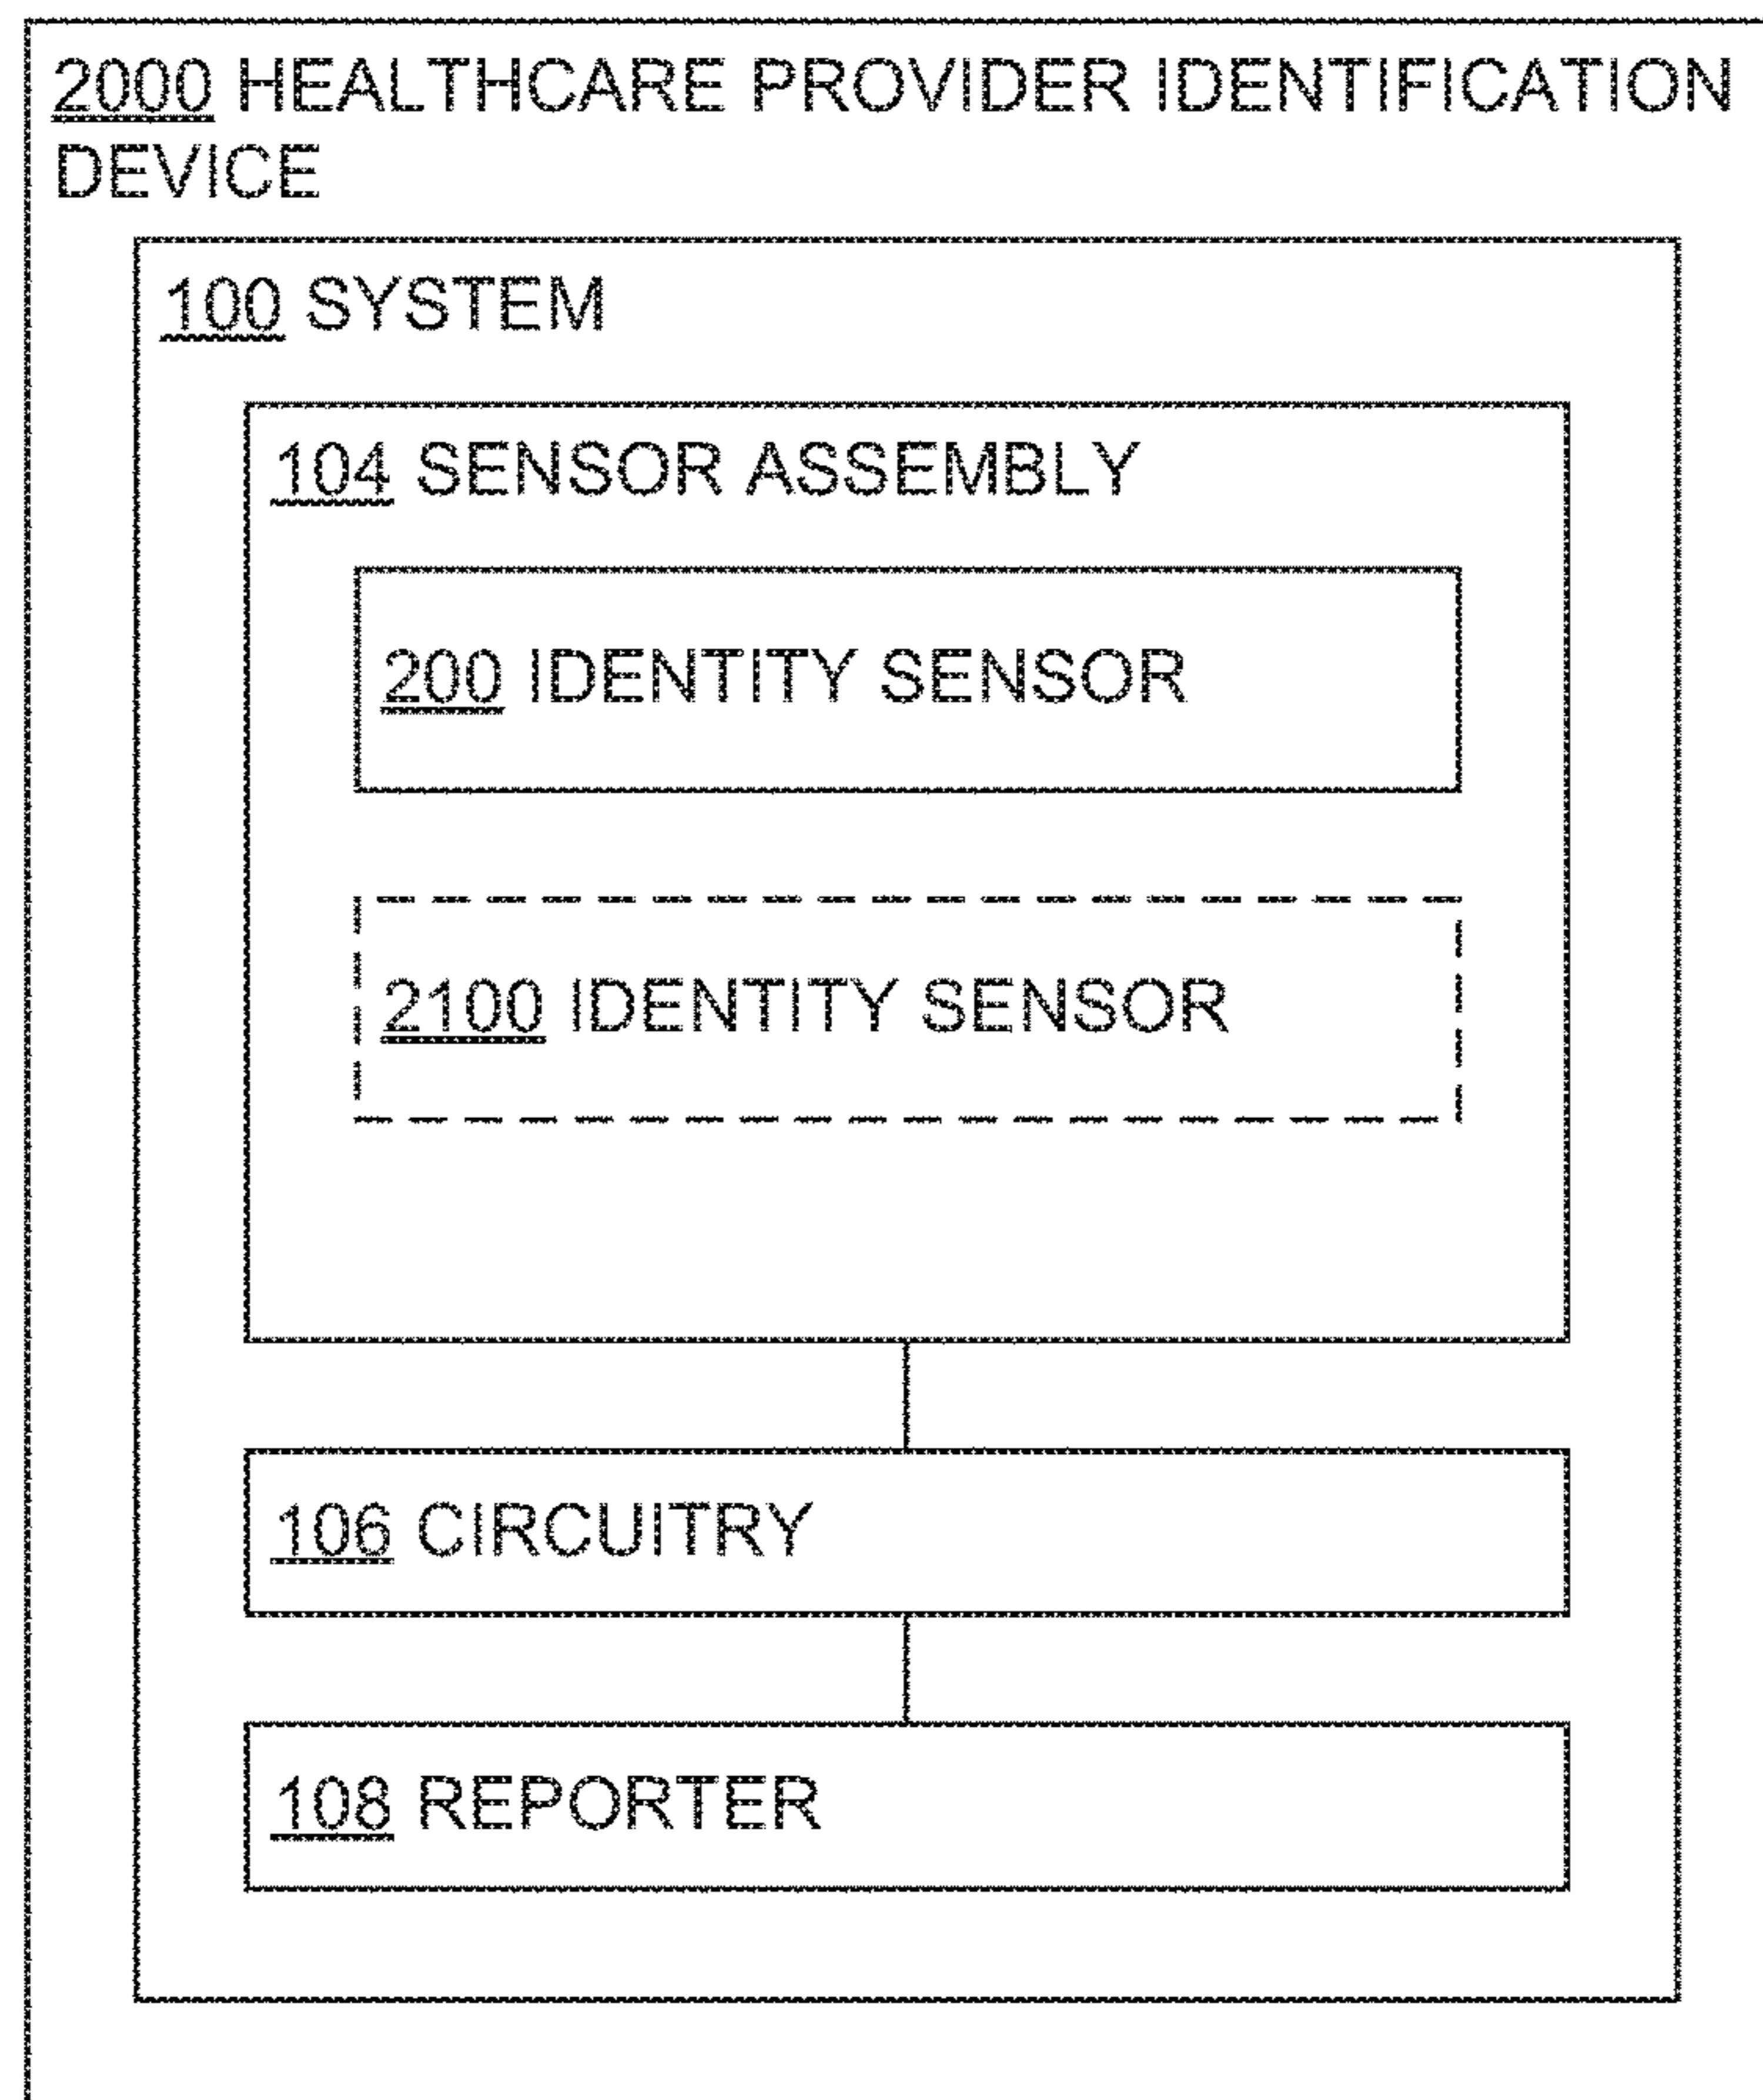 2000 HEALTHCARE PROVIDER IDENTIFICATION
DEVICE
100 SYSTEM
104 SENSOR ASSEMBLY
200 IDENTITY SENSOR
2100 IDENTITY SENSOR
106 CIRCUITRY
108 REPORTER